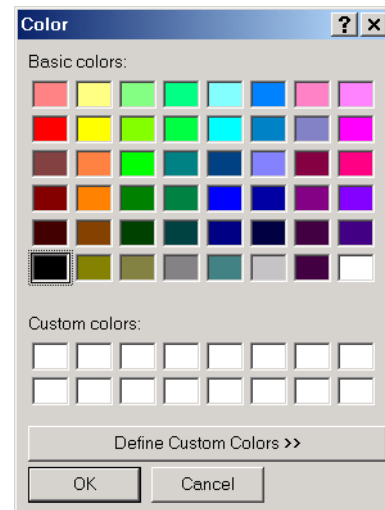 Color ? ×
Basic colors:
Custom colors:
Define Custom Colors >>
OK Cancel